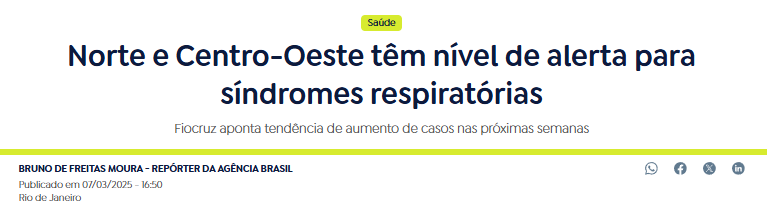 Saúde
Norte e Centro-Oeste têm nível de alerta para
síndromes respiratórias
Fiocruz aponta tendência de aumento de casos nas próximas semanas
BRUNO DE FREITAS MOURA - REPÓRTER DA AGÊNCIA BRASIL
Publicado em 07/03/2025 - 16:50
Rio de Janeiro